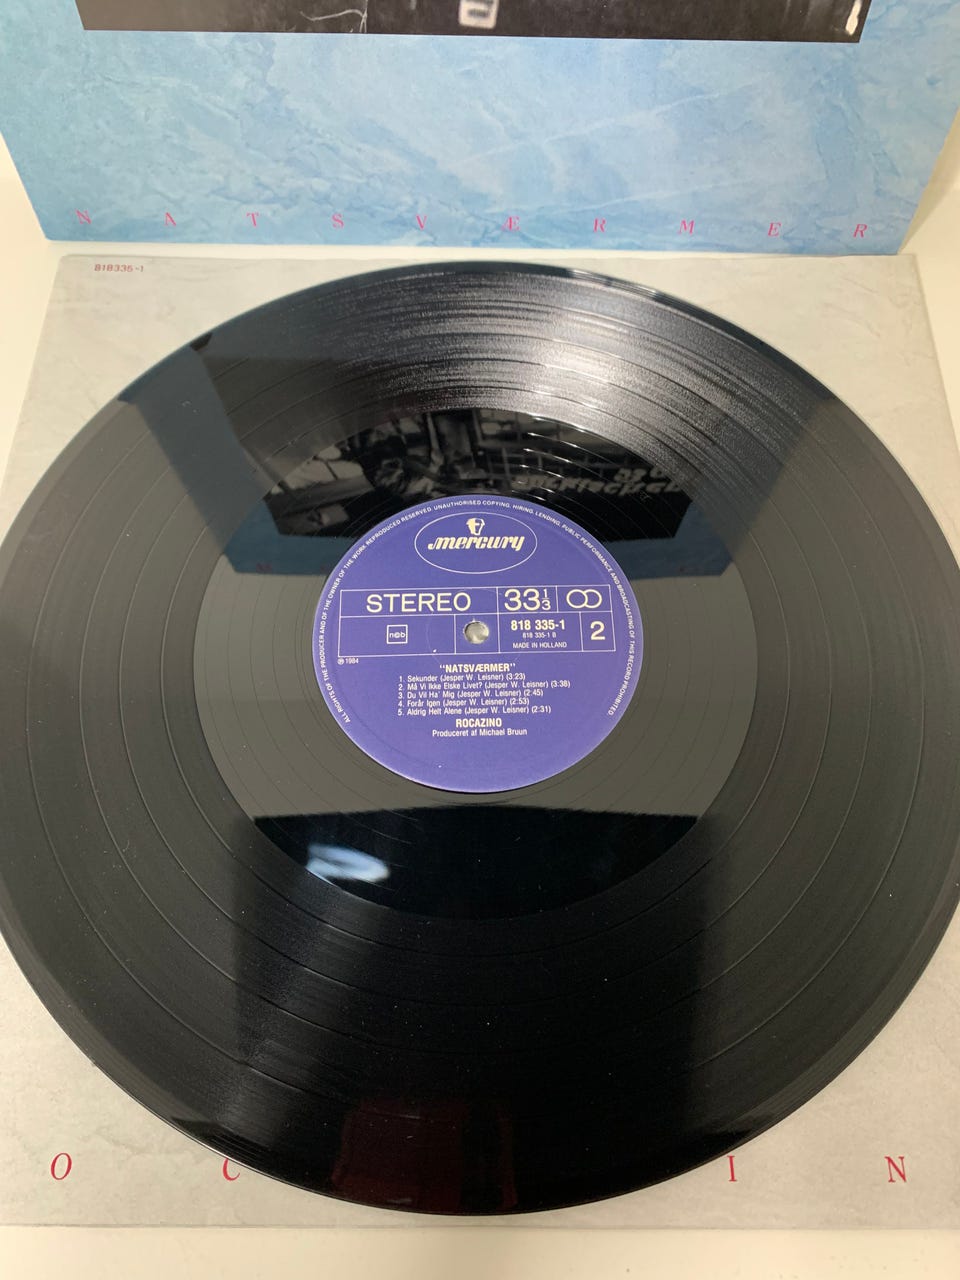 NATSVÆRMER
818335-1
ALL RIGHTS OF THE PRODUCER AND OF THE OWNER OF THE WORK REPRODUCED RESERVED. UNAUTHORISED COPYING, HIRING, LENDING, PUBLIC PERFORMANCE AND BROADCASTING OF THIS RECORD PROHIBITED.
mercury
STEREO
33 1/3
818 335-1
818 335-1 B
MADE IN HOLLAND
n©b
2
℗ 1984
"NATSVÆRMER"
1. Sekunder (Jesper W. Leisner) (3:23)
2. Må Vi Ikke Elske Livet? (Jesper W. Leisner) (3:38)
3. Du Vil Ha' Mig (Jesper W. Leisner) (2:45)
4. Forår Igen (Jesper W. Leisner) (2:53)
5. Aldrig Helt Alene (Jesper W. Leisner) (2:31)
ROCAZINO
Produceret af Michael Bruun
O C I N